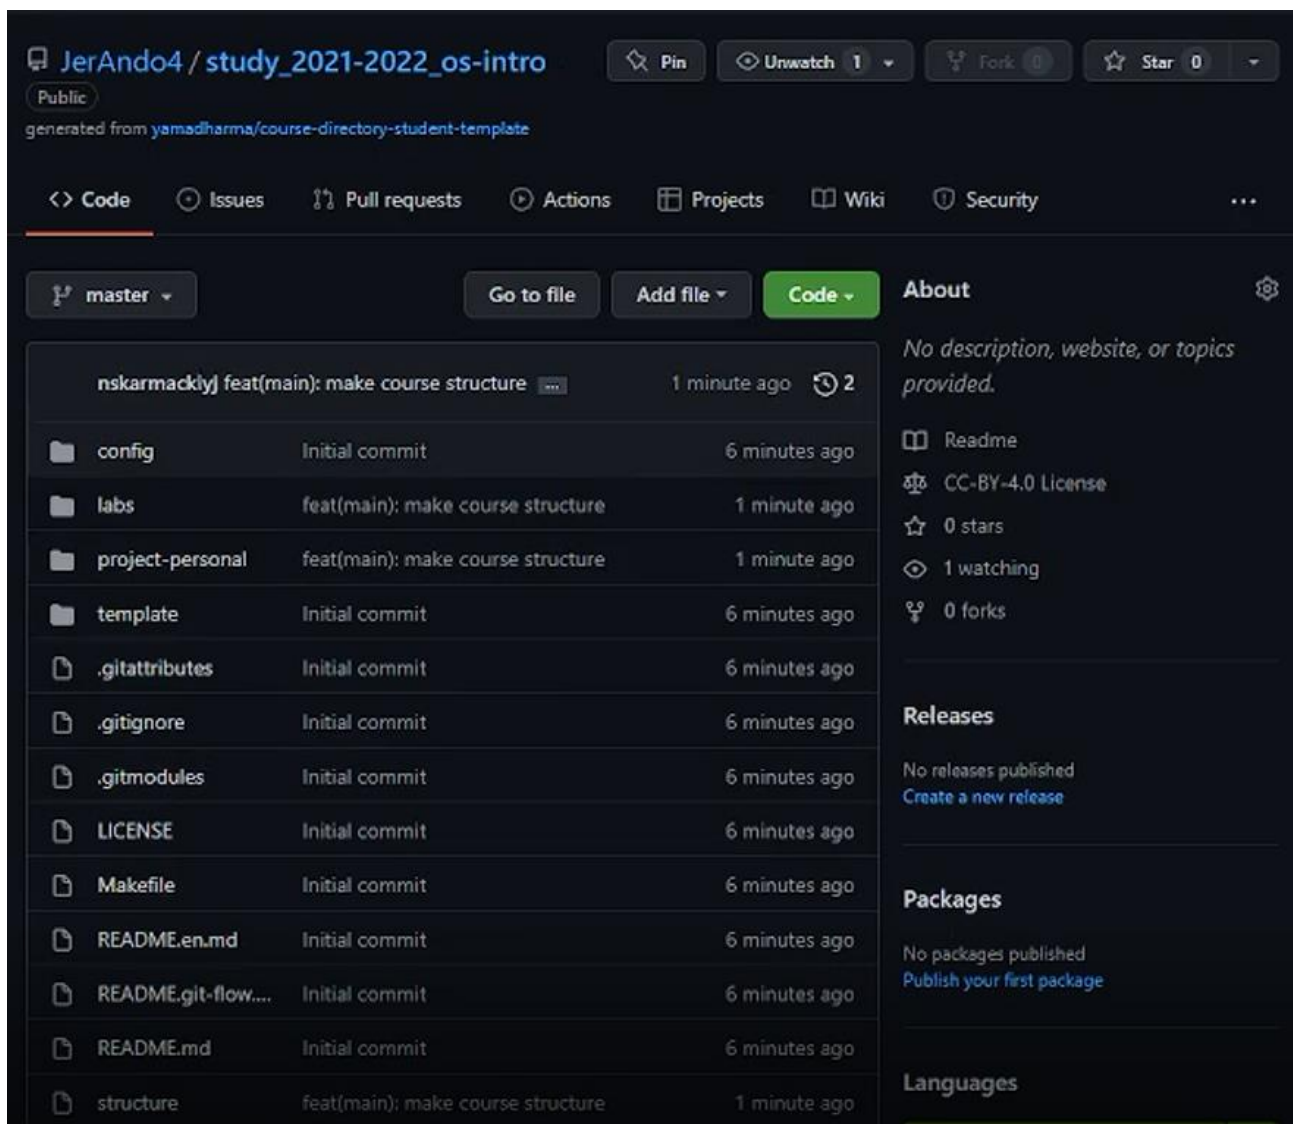 JerAndo4 / study_2021-2022_os-intro
Pin
Unwatch 1
Fork 0
Star 0
Public
generated from yamadharma/course-directory-student-template
<> Code
Issues
Pull requests
Actions
Projects
Wiki
Security
...
master
Go to file
Add file
Code
nskarmackiyj feat(main): make course structure ... 1 minute ago 2
config Initial commit 6 minutes ago
labs feat(main): make course structure 1 minute ago
project-personal feat(main): make course structure 1 minute ago
template Initial commit 6 minutes ago
.gitattributes Initial commit 6 minutes ago
.gitignore Initial commit 6 minutes ago
.gitmodules Initial commit 6 minutes ago
LICENSE Initial commit 6 minutes ago
Makefile Initial commit 6 minutes ago
README.en.md Initial commit 6 minutes ago
README.git-flow.... Initial commit 6 minutes ago
README.md Initial commit 6 minutes ago
structure feat(main): make course structure 1 minute ago
About
No description, website, or topics
provided.
Readme
CC-BY-4.0 License
0 stars
1 watching
0 forks
Releases
No releases published
Create a new release
Packages
No packages published
Publish your first package
Languages